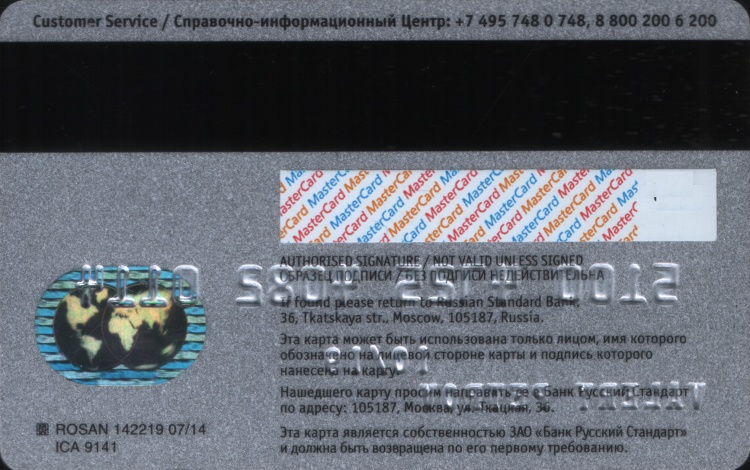 Customer Service / Справочно-информационный Центр: +7 495 748 0 748, 8 800 200 6 200
MasterCard MasterCard MasterCard
AUTHORISED SIGNATURE / NOT VALID UNLESS SIGNED
ОБРАЗЕЦ ПОДПИСИ / БЕЗ ПОДПИСИ НЕДЕЙСТВИТЕЛЬНА
If found please return to Russian Standard Bank,
36, Tkatskaya str., Moscow, 105187, Russia.
Эта карта может быть использована только лицом, имя которого
обозначено на лицевой стороне карты и подпись которого
нанесена на карту.
Нашедшего карту просим направить ее в «Банк Русский Стандарт»
по адресу: 105187, Москва, ул. Ткацкая, 36.
Эта карта является собственностью ЗАО «Банк Русский Стандарт»
и должна быть возвращена по его первому требованию.
ROSAN 142219 07/14
ICA 9141